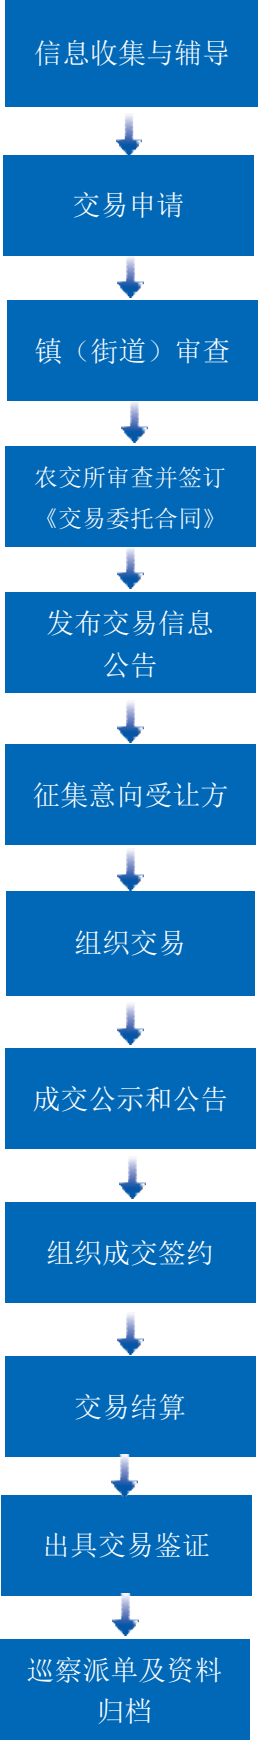 信息收集与辅导
交易申请
镇（街道）审查
农交所审查并签订
《交易委托合同》
发布交易信息
公告
征集意向受让方
组织交易
成交公示和公告
组织成交签约
交易结算
出具交易鉴证
巡察派单及资料
归档